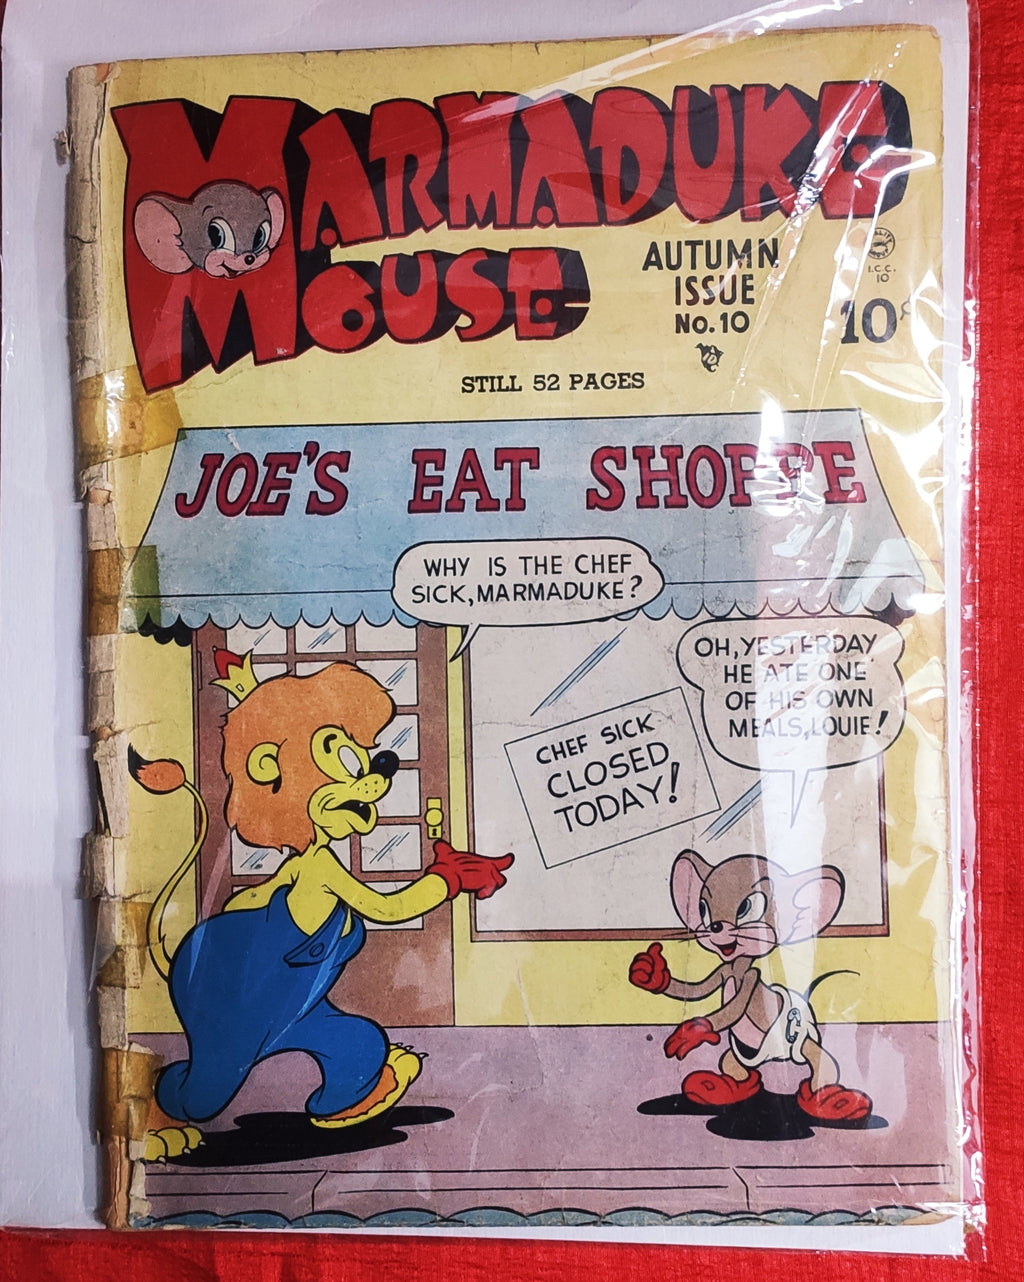 MARMADUKE
MOUSE
AUTUMN
ISSUE
No. 10
I.C.C.
10
10¢
STILL 52 PAGES
JOE'S EAT SHOPPE
WHY IS THE CHEF
SICK, MARMADUKE?
OH, YESTERDAY
HE ATE ONE
OF HIS OWN
MEALS, LOUIE!
CHEF SICK
CLOSED
TODAY!